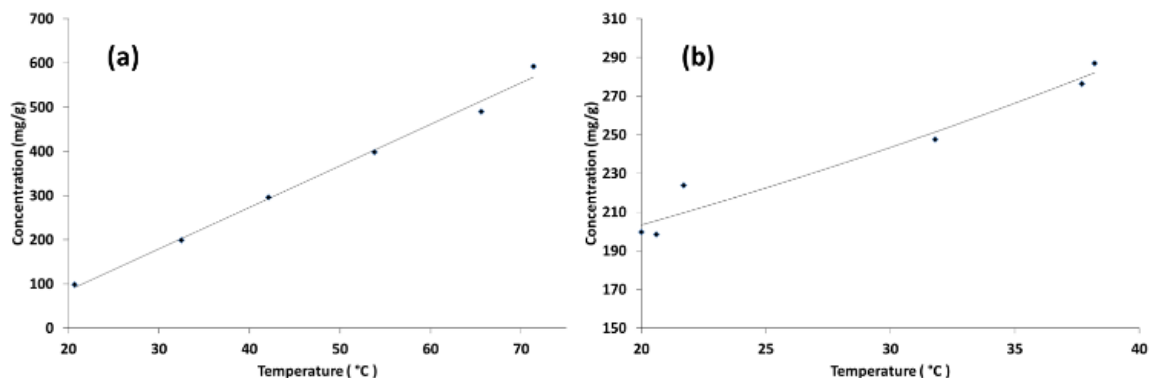 (a)
Concentration (mg/g)
700
600
500
400
300
200
100
0
20 30 40 50 60 70
Temperature ( °C )
(b)
Concentration (mg/g)
310
290
270
250
230
210
190
170
150
20 25 30 35 40
Temperature ( °C )